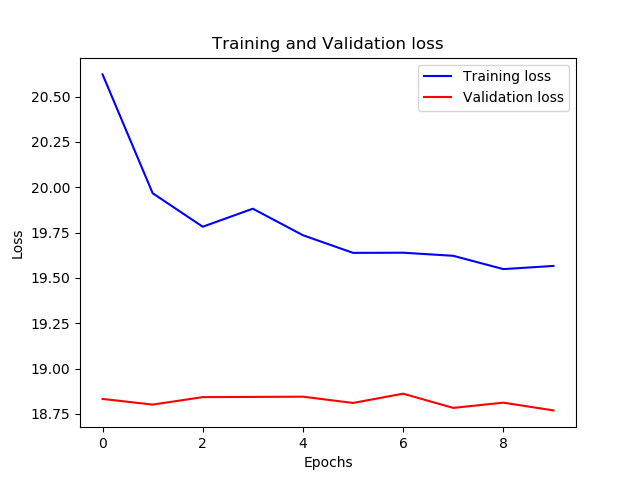 Training and Validation loss
Training loss
Validation loss
20.50
20.25
20.00
19.75
19.50
19.25
19.00
18.75
Loss
0 2 4 6 8
Epochs